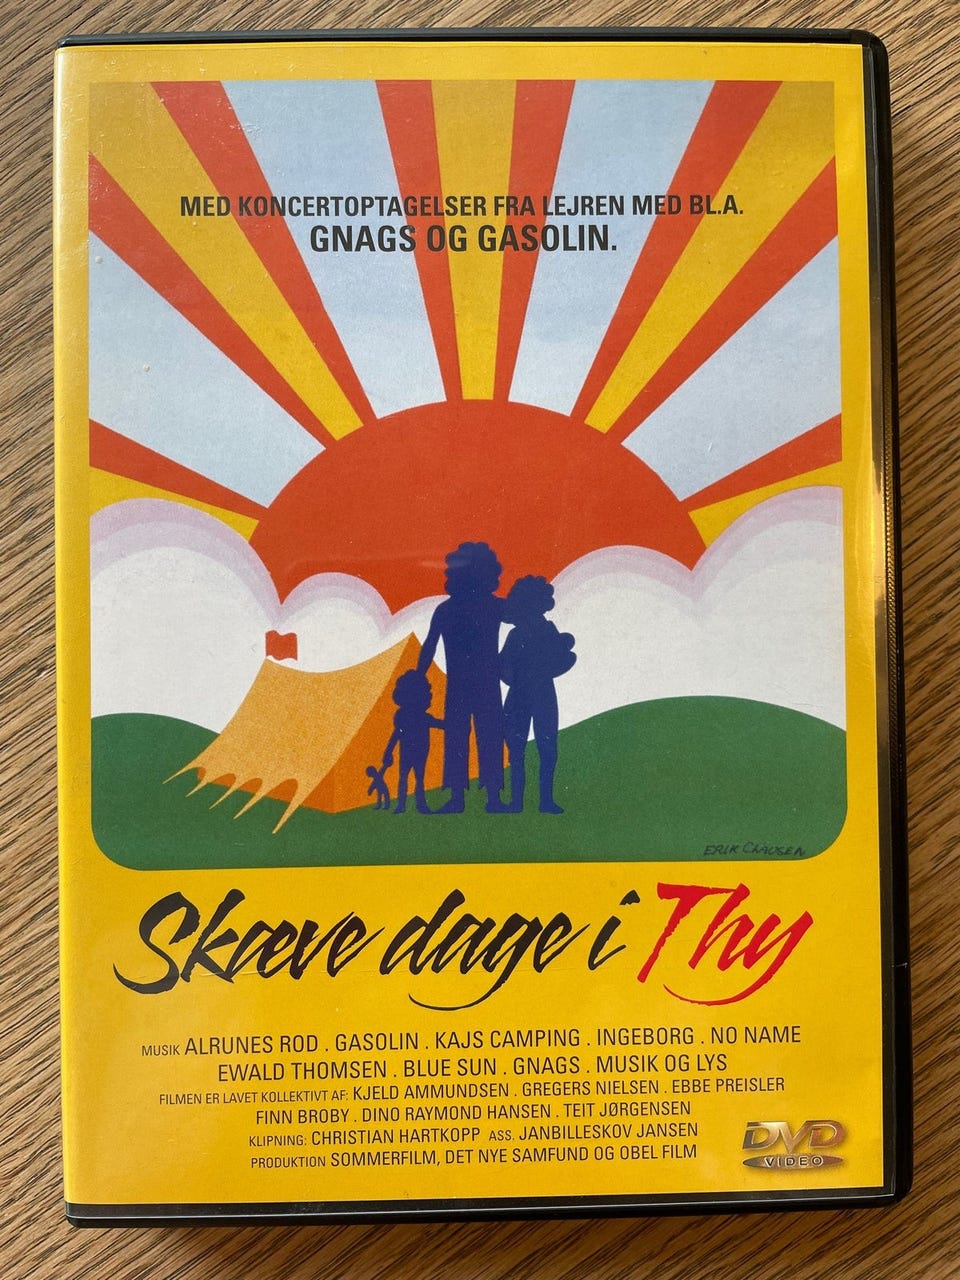 MED KONCERTOPTAGELSER FRA LEJREN MED BL.A.
GNAGS OG GASOLIN.
ERIK CLAUSEN
Skæve dage i Thy
MUSIK ALRUNES ROD . GASOLIN . KAJS CAMPING . INGEBORG . NO NAME
EWALD THOMSEN . BLUE SUN . GNAGS . MUSIK OG LYS
FILMEN ER LAVET KOLLEKTIVT AF: KJELD AMMUNDSEN . GREGERS NIELSEN . EBBE PREISLER
FINN BROBY . DINO RAYMOND HANSEN . TEIT JØRGENSEN
KLIPNING: CHRISTIAN HARTKOPP ASS. JANBILLESKOV JANSEN
PRODUKTION SOMMERFILM, DET NYE SAMFUND OG OBEL FILM
DVD
VIDEO